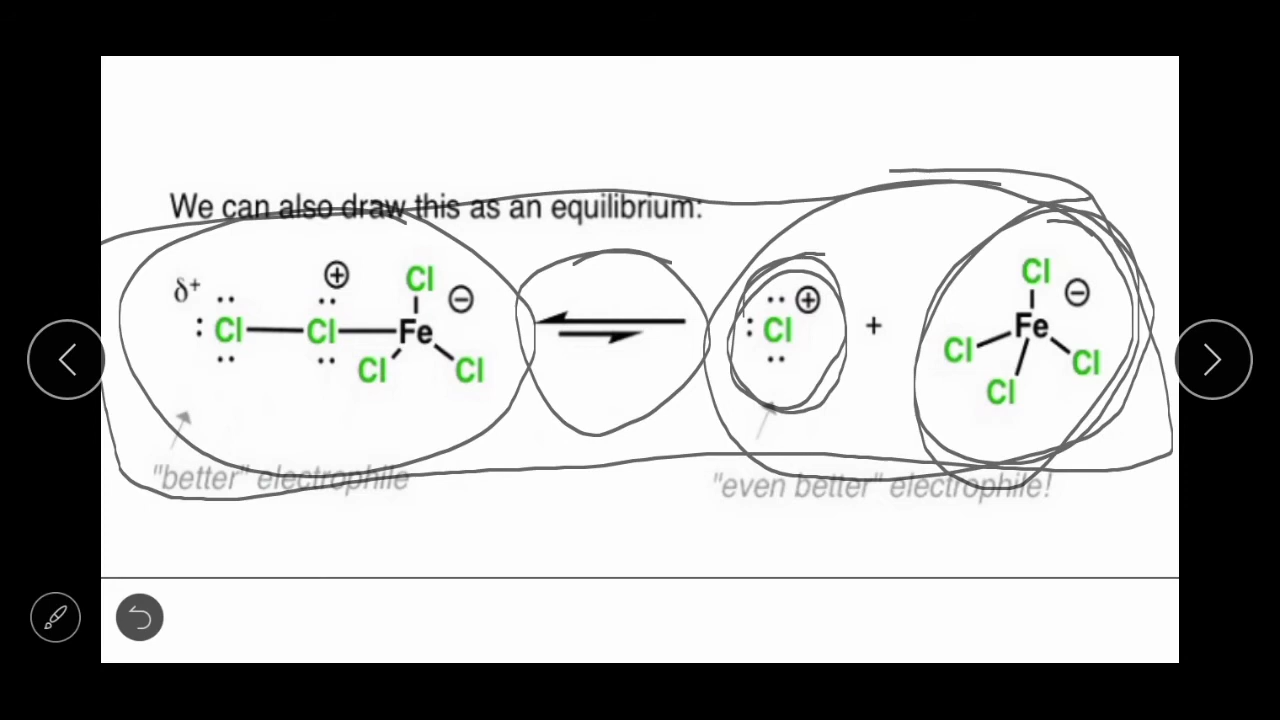 We can also draw this as an equilibrium:
δ+ :Cl—Cl—Fe Cl Cl Cl ⊕ ⊖ ⇌ :Cl ⊕ + Fe Cl Cl Cl Cl ⊖
"better" electrophile "even better" electrophile!